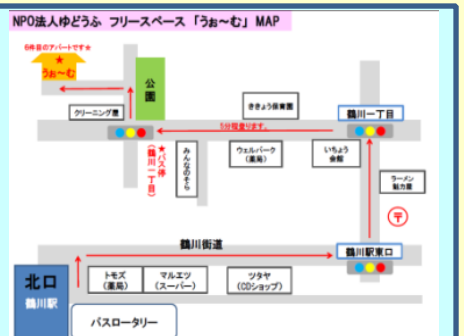 NPO法人ゆどうふ フリースペース 「うぉ~む」 MAP
6件目のアパートです★
★
うぉ~む
公園
クリーニング屋
ききょう保育園
鶴川一丁目
5分程登ります。
★バス停
(鶴川一丁目)
みんなのそら
ウェルパーク
(薬局)
いちょう
会館
ラーメン
魁力屋
〒
鶴川街道
鶴川駅東口
北口
鶴川駅
トモズ
(薬局)
マルエツ
(スーパー)
ツタヤ
(CDショップ)
バスロータリー